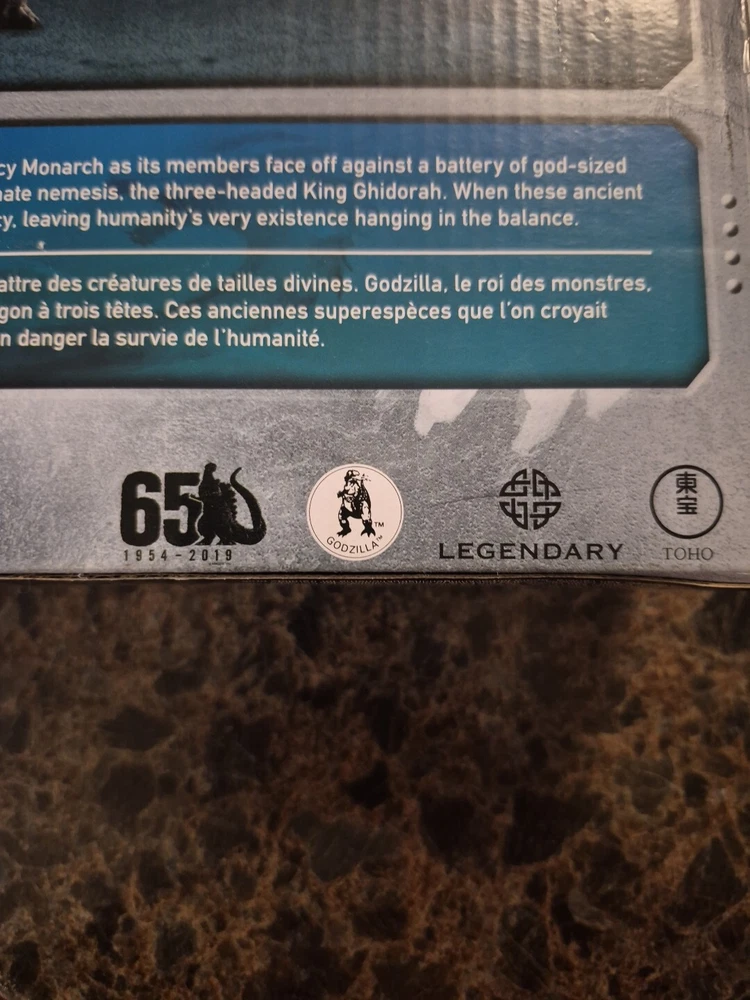 cy Monarch as its members face off against a battery of god-sized
nate nemesis, the three-headed King Ghidorah. When these ancient
cy, leaving humanity's very existence hanging in the balance.
attre des créatures de tailles divines. Godzilla, le roi des monstres,
gon à trois têtes. Ces anciennes superespèces que l'on croyait
n danger la survie de l'humanité.
65
1954-2019
TM
GODZILLA™
LEGENDARY
東宝
TOHO